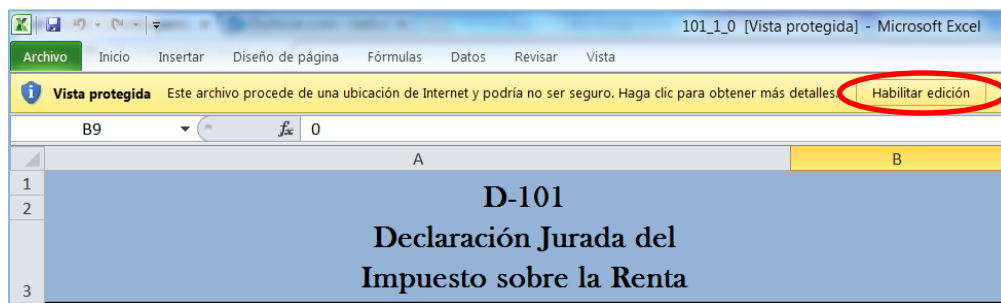 101_1_0 [Vista protegida] - Microsoft Excel
Archivo Inicio Insertar Diseño de página Fórmulas Datos Revisar Vista
Vista protegida Este archivo procede de una ubicación de Internet y podría no ser seguro. Haga clic para obtener más detalles. Habilitar edición
B9 fx 0
A B
1
2
3
D-101
Declaración Jurada del
Impuesto sobre la Renta